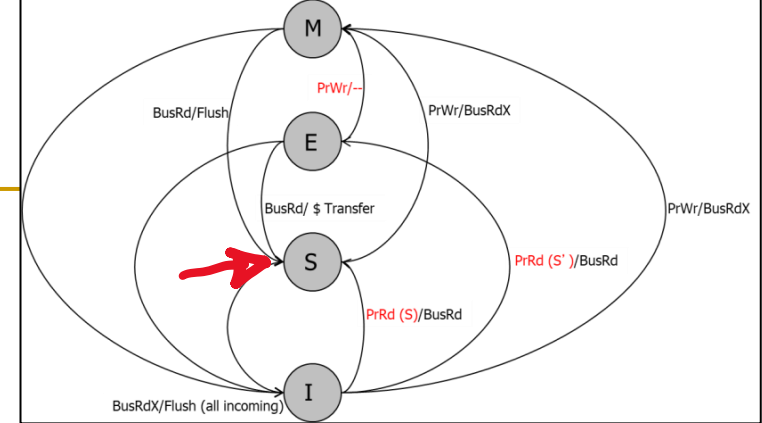 M
PrWr/--
BusRd/Flush
PrWr/BusRdX
E
BusRd/ $ Transfer
PrWr/BusRdX
S
PrRd (S' )/BusRd
PrRd (S)/BusRd
I
BusRdX/Flush (all incoming)